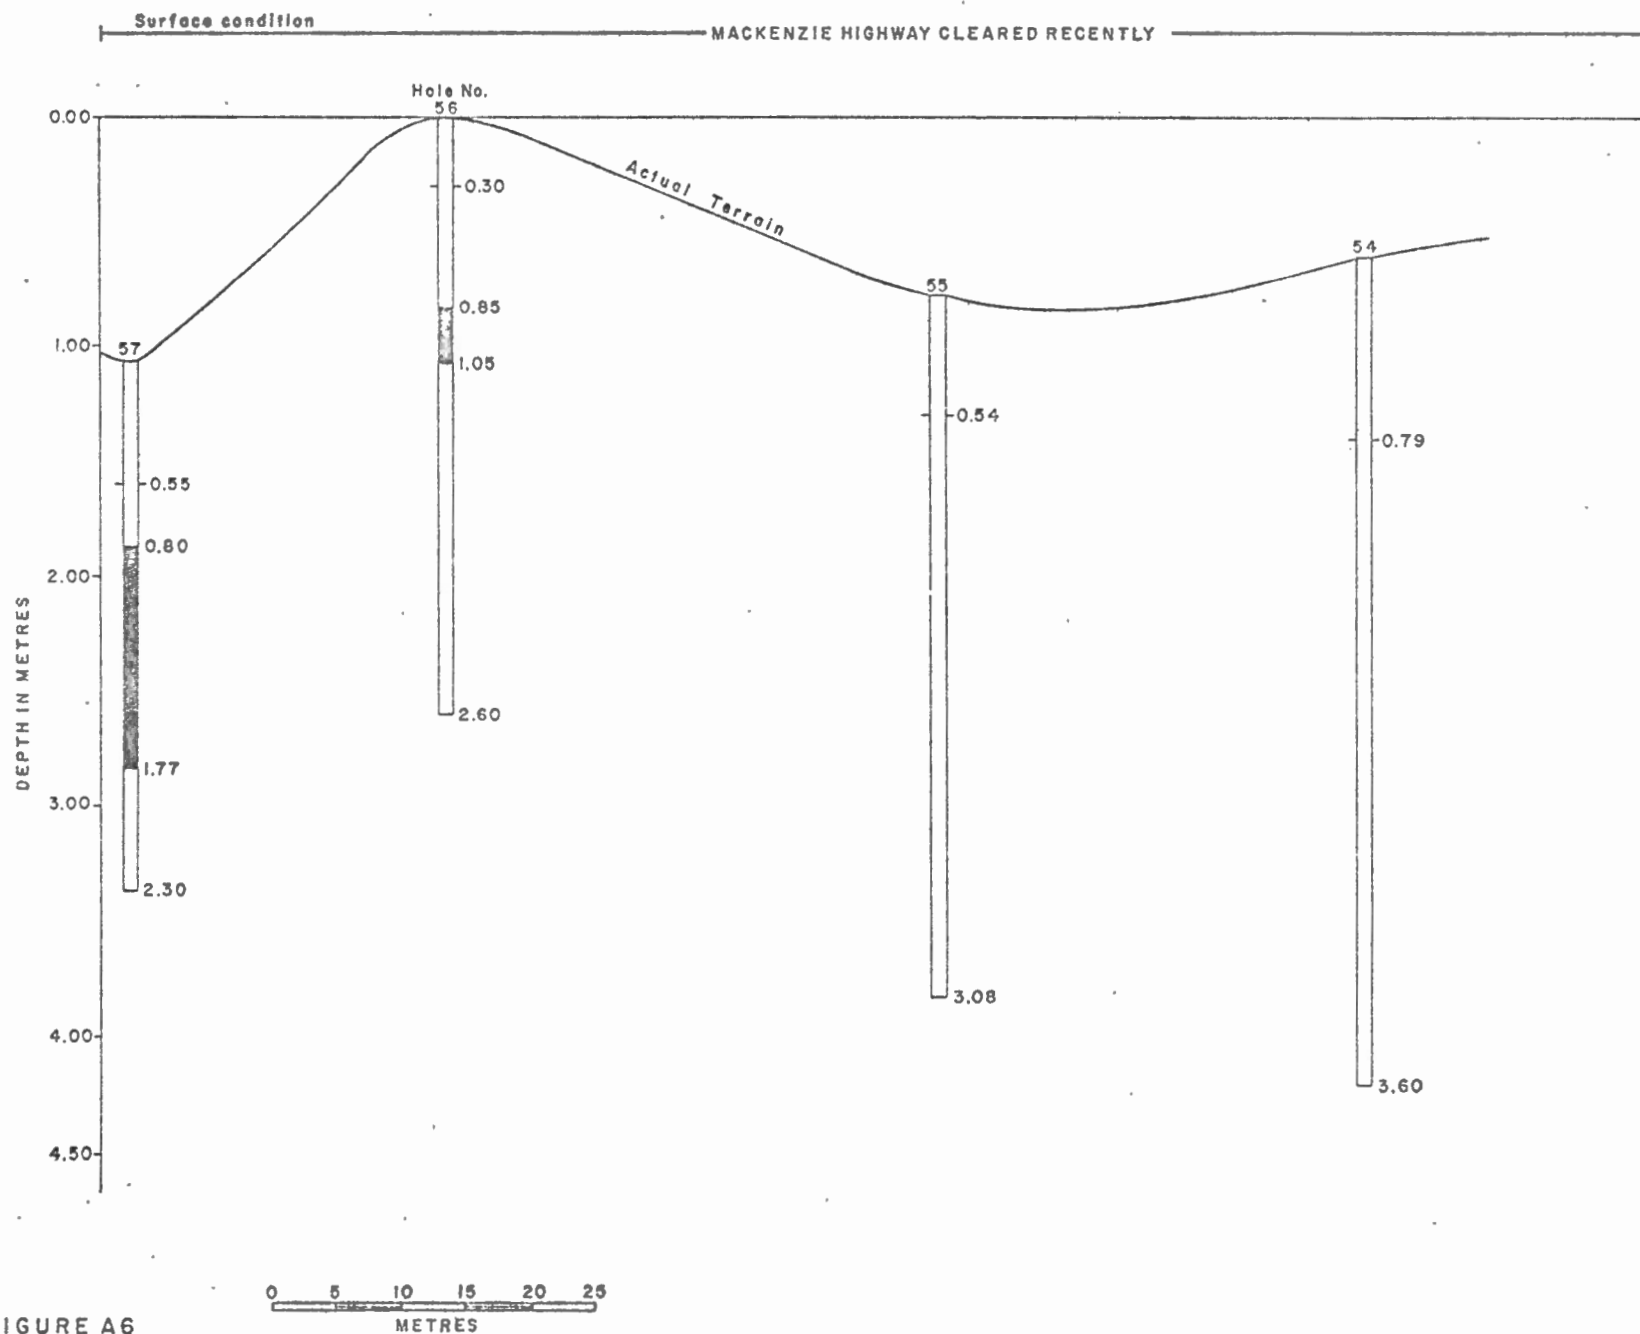 Surface condition
MACKENZIE HIGHWAY CLEARED RECENTLY
Hole No.
56
0.00
Actual Terrain
0.30
54
55
0.85
1.00
57
1.05
0.54
0.79
0.55
0.80
2.00
DEPTH IN METRES
2.60
1.77
3.00
2.30
3.08
4.00
3.60
4.50
0 5 10 15 20 25
METRES
IGURE A6